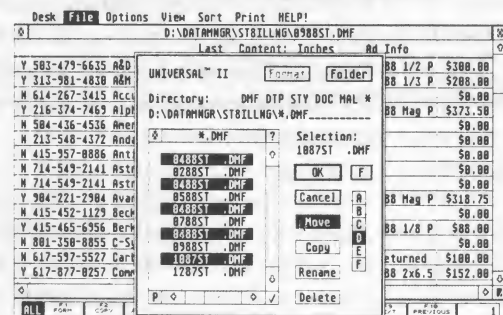 Desk File Options View Sort Print HELP!
D:\DATAMNGR\ST8ILLNG\0988ST.DMF
Last Content: Inches Ad Info
Y 503-479-6635 A&D
88 1/2 P $300.00
Y 313-981-4830 A&M
88 1/3 P $208.00
N 614-267-3415 Accu
$0.00
Y 216-374-7469 Alph
88 Mag P $373.50
N 504-436-4536 Amer
$0.00
N 213-548-4372 Anda
$0.00
N 415-957-0886 Anti
$0.00
N 714-549-2141 Astr
$0.00
N 714-549-2141 Astr
$0.00
Y 904-221-2904 Avan
88 Mag P $318.75
N 415-452-1129 Beck
$0.00
Y 415-465-6956 Berk
88 1/8 P $88.00
N 801-350-8855 C-Sy
$0.00
N 617-597-5527 Cart
eturned $100.00
Y 617-877-0257 Comm
88 2x6.5 $152.00
UNIVERSAL™ II Format Folder
Directory: DMF DTP STY DOC MAL *
D:\DATAMNGR\ST8ILLNG\*.DMF
*.DMF ?
0488ST .DMF
0288ST .DMF
0488ST .DMF
0588ST .DMF
0488ST .DMF
0788ST .DMF
0488ST .DMF
0988ST .DMF
1087ST .DMF
1287ST .DMF
P
Selection:
1087ST .DMF
OK F
Cancel
Move
Copy
Rename
Delete
A
B
C
D
E
F
ALL F1 FORM F2 COPY
F10 PREVIOUS